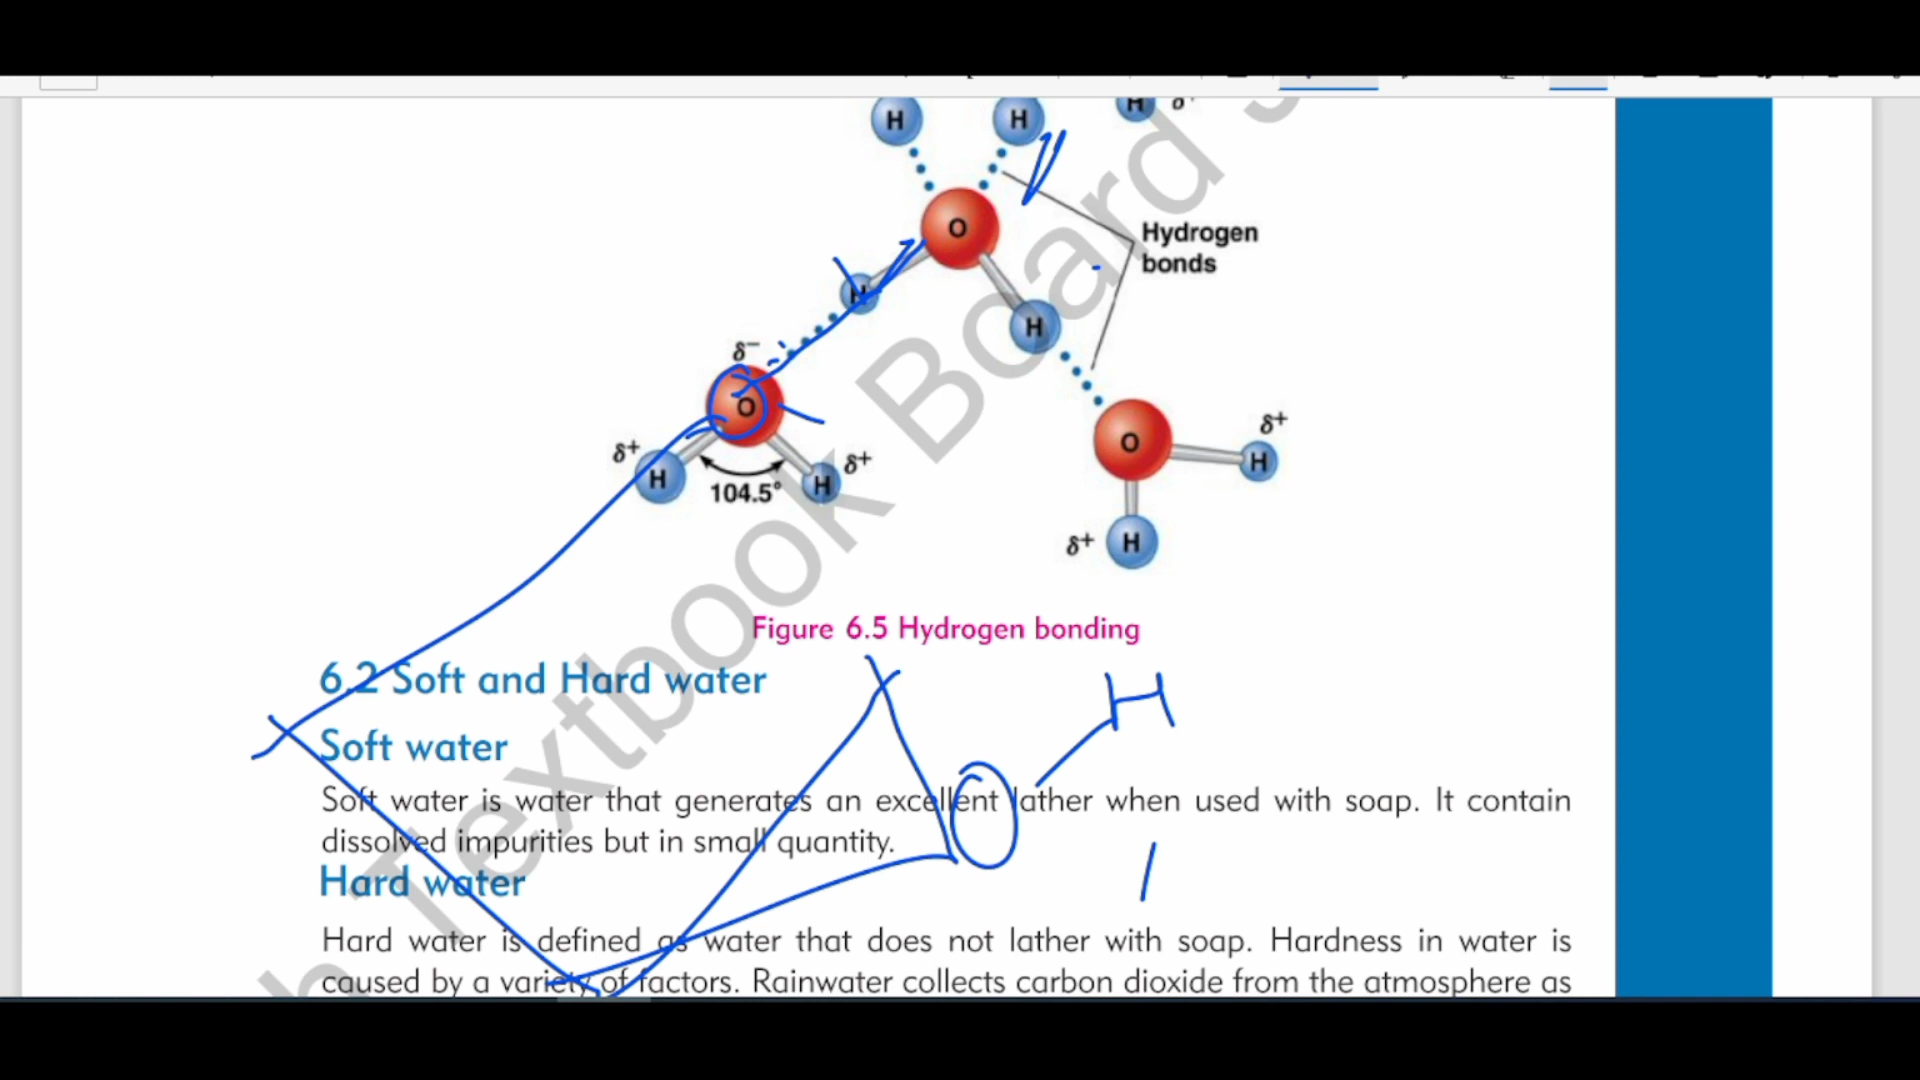 H H H δ+
O
Hydrogen
bonds
H
H
δ−
O
O
δ+
δ+ H
H δ+
104.5°
H
δ+ H
Figure 6.5 Hydrogen bonding
6.2 Soft and Hard water
H
Soft water
Soft water is water that generates an excellent lather when used with soap. It contain
O
dissolved impurities but in small quantity.
Hard water
Hard water is defined as water that does not lather with soap. Hardness in water is
caused by a variety of factors. Rainwater collects carbon dioxide from the atmosphere as
Textbook Board